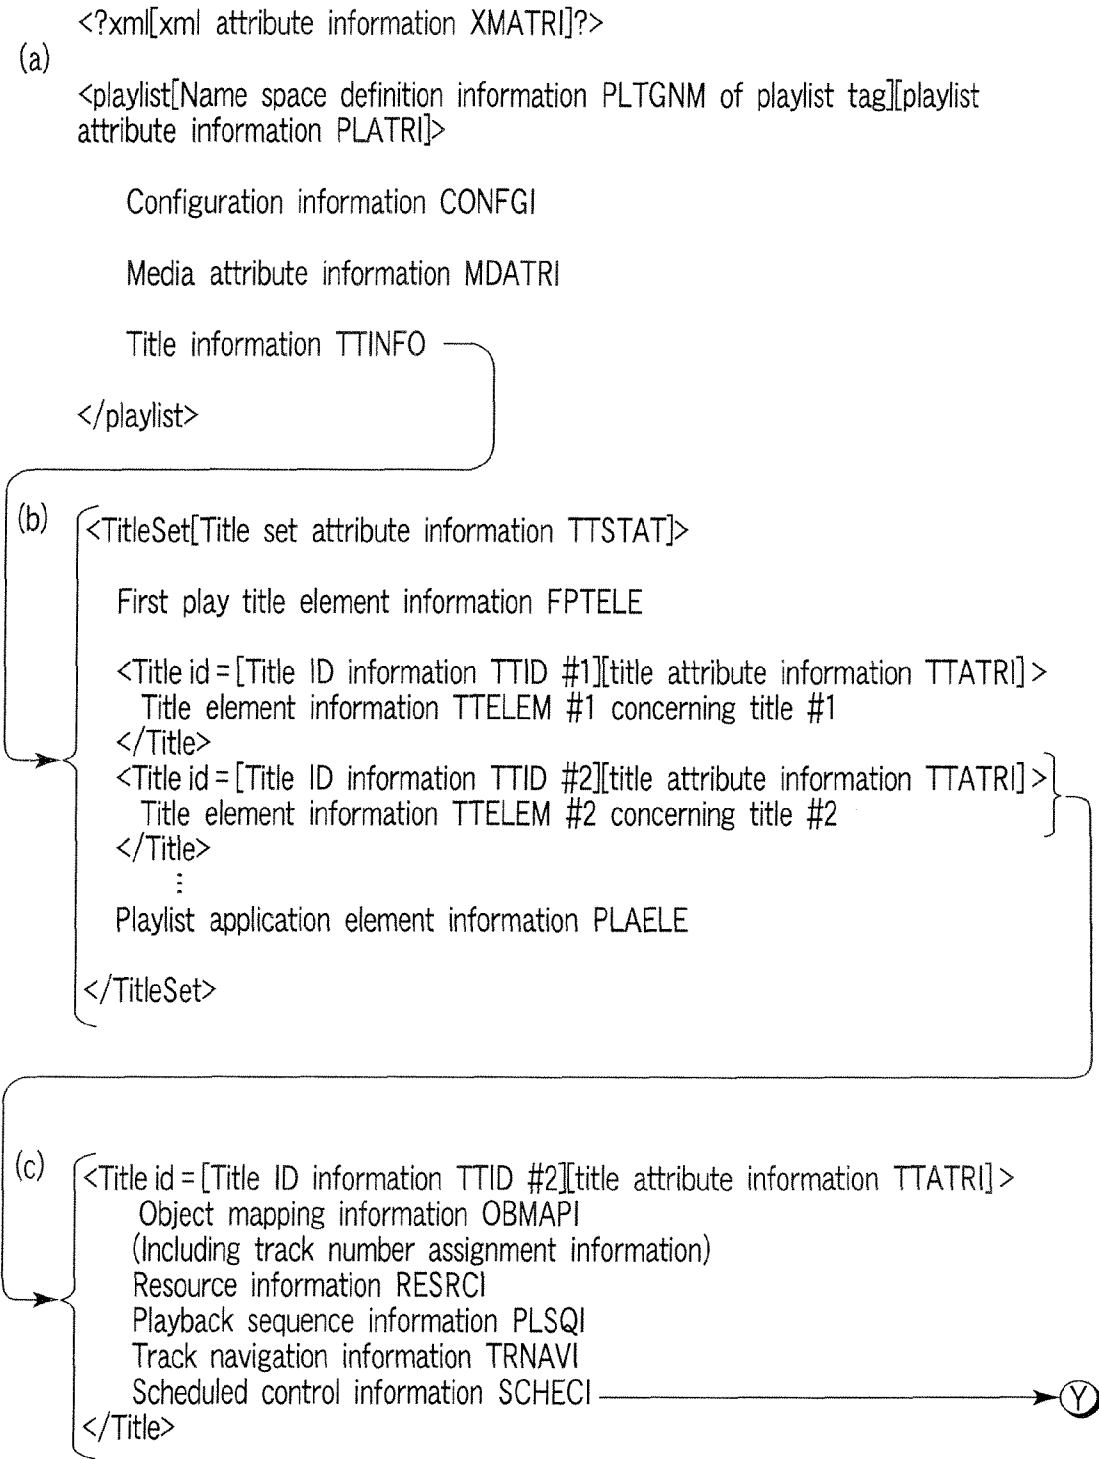 <?xml[xml attribute information XMATRI]?>
(a)
<playlist[Name space definition information PLTGNM of playlist tag][playlist
attribute information PLATRI]>
Configuration information CONFGI
Media attribute information MDATRI
Title information TTINFO
</playlist>
(b)
<TitleSet[Title set attribute information TTSTAT]>
First play title element information FPTELE
<Title id = [Title ID information TTID #1][title attribute information TTATRI] >
Title element information TTELEM #1 concerning title #1
</Title>
<Title id = [Title ID information TTID #2][title attribute information TTATRI] >
Title element information TTELEM #2 concerning title #2
</Title>
⋮
Playlist application element information PLAELE
</TitleSet>
(c)
<Title id = [Title ID information TTID #2][title attribute information TTATRI] >
Object mapping information OBMAPI
(Including track number assignment information)
Resource information RESRCI
Playback sequence information PLSQI
Track navigation information TRNAVI
Scheduled control information SCHECI
Y
</Title>